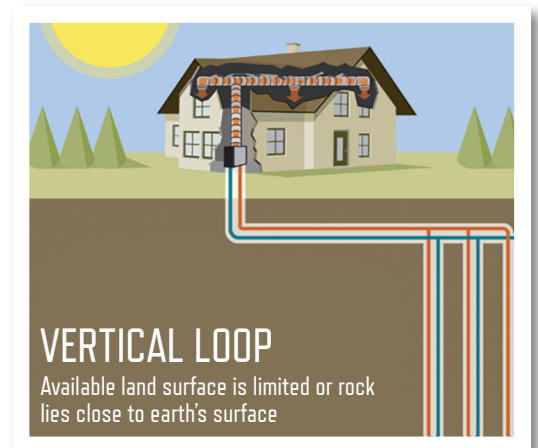 VERTICAL LOOP
Available land surface is limited or rock
lies close to earth's surface